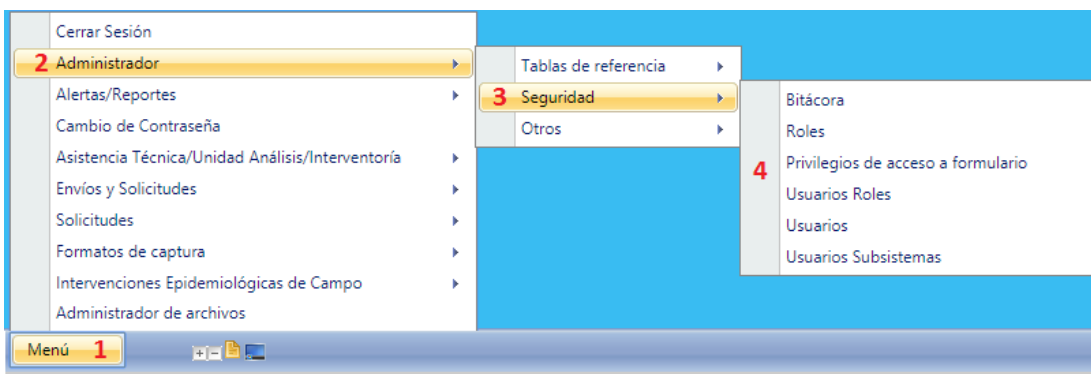 Cerrar Sesión
2 Administrador
Alertas/Reportes
Cambio de Contraseña
Asistencia Técnica/Unidad Análisis/Interventoría
Envíos y Solicitudes
Solicitudes
Formatos de captura
Intervenciones Epidemiológicas de Campo
Administrador de archivos
Menú 1
Tablas de referencia
3 Seguridad
Otros
4
Bitácora
Roles
Privilegios de acceso a formulario
Usuarios Roles
Usuarios
Usuarios Subsistemas